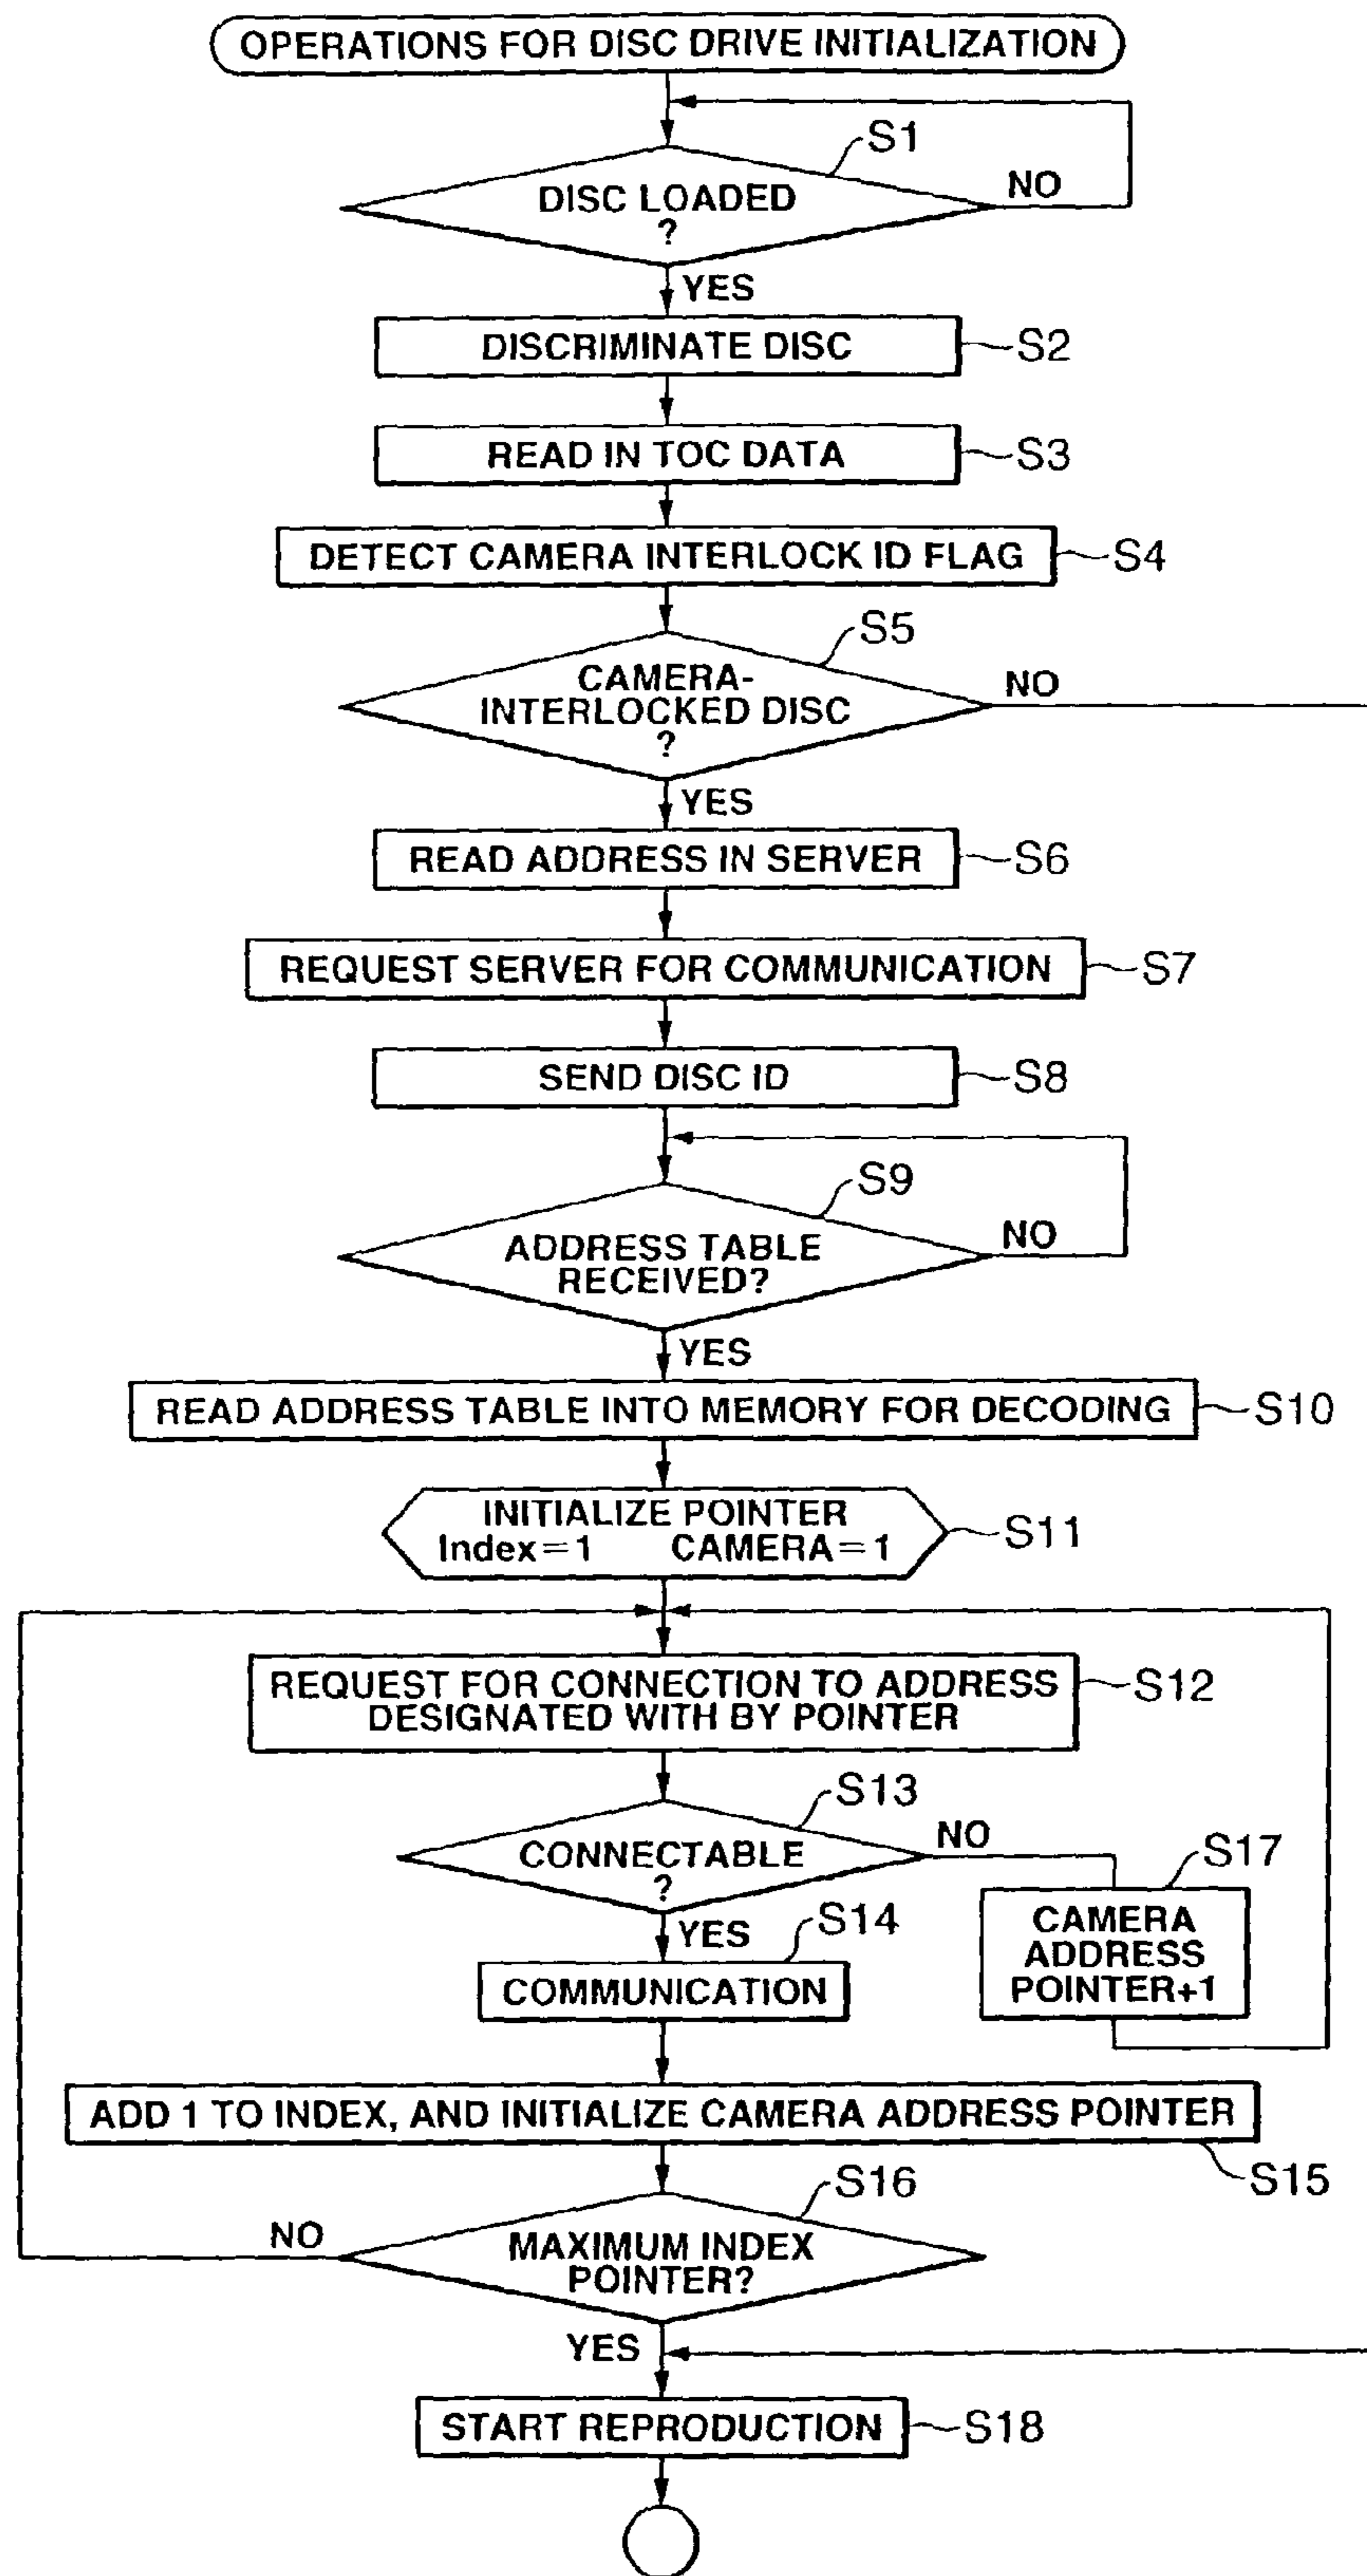 OPERATIONS FOR DISC DRIVE INITIALIZATION
S1
DISC LOADED
?
NO
YES
DISCRIMINATE DISC
S2
READ IN TOC DATA
S3
DETECT CAMERA INTERLOCK ID FLAG
S4
S5
CAMERA-
INTERLOCKED DISC
?
NO
YES
READ ADDRESS IN SERVER
S6
REQUEST SERVER FOR COMMUNICATION
S7
SEND DISC ID
S8
S9
ADDRESS TABLE
RECEIVED?
NO
YES
READ ADDRESS TABLE INTO MEMORY FOR DECODING
S10
INITIALIZE POINTER
Index=1 CAMERA=1
S11
REQUEST FOR CONNECTION TO ADDRESS
DESIGNATED WITH BY POINTER
S12
S13
CONNECTABLE
?
NO
S17
CAMERA
ADDRESS
POINTER+1
YES
S14
COMMUNICATION
ADD 1 TO INDEX, AND INITIALIZE CAMERA ADDRESS POINTER
S15
S16
MAXIMUM INDEX
POINTER?
NO
YES
START REPRODUCTION
S18